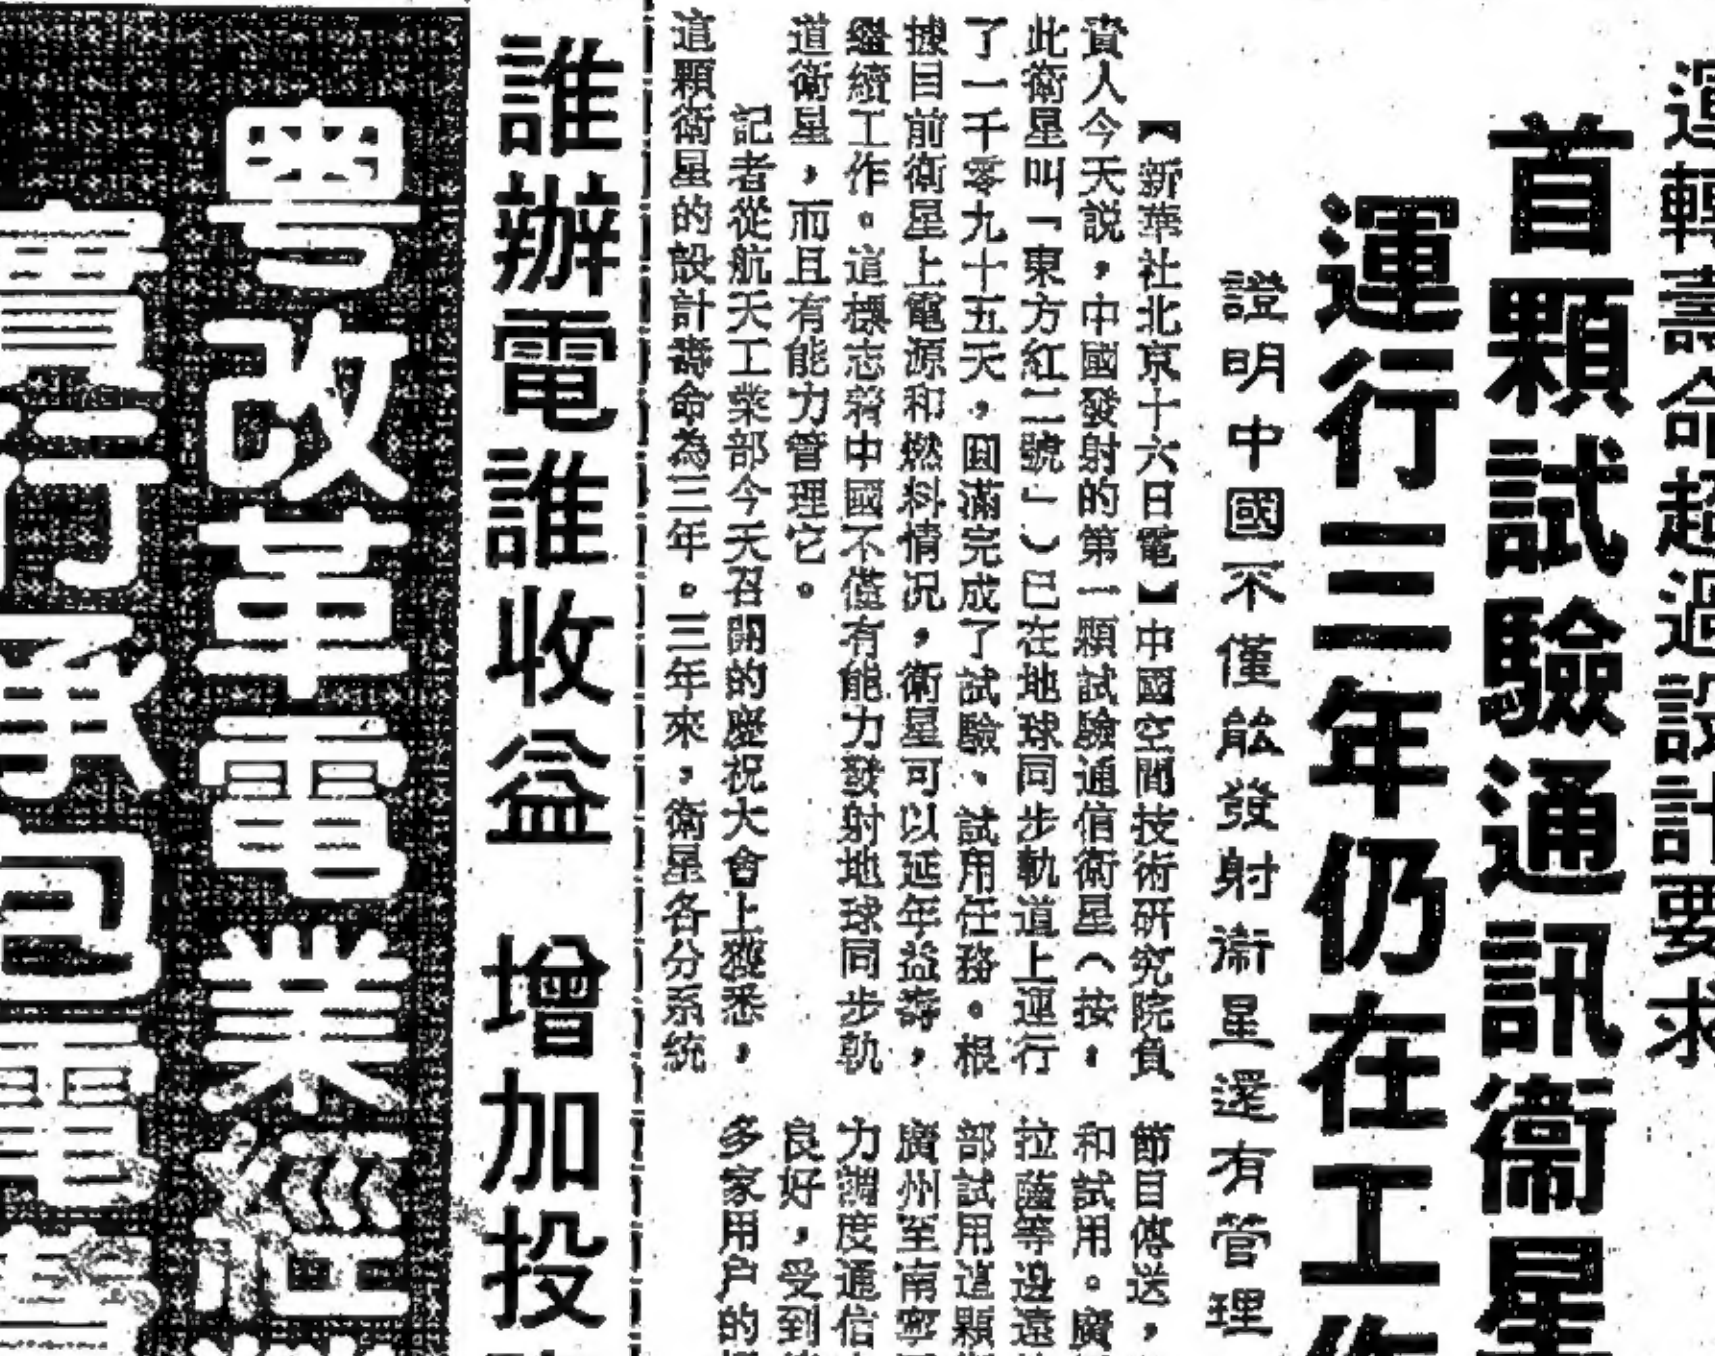 運轉壽命超過設計要求
首顆試驗通訊衞星
運行三年仍在工作
證明中國不僅能發射衞星還有管理
【新華社北京十六日電】中國空間技術研究院負
責人今天説，中國發射的第一顆試驗通信衛星（按，
此衛星叫「東方紅二號」）已在地球同步軌道上運行
了一千零九十五天，圓滿完成了試驗、試用任務。根
據目前衛星上電源和燃料情況，衛星可以延年益壽，
繼續工作。這標志着中國不僅有能力發射地球同步軌
道衛星，而且有能力管理它。
記者從航天工業部今天召開的慶祝大會上獲悉，
這顆衛星的設計壽命為三年。三年來，衛星各分系統
節目傳送，
和試用。廣
拉薩等邊遠
部試用這顆
廣州至南寧
力調度通信
良好，受到
多家用户的
誰辦電誰收益 增加投
粵改革電業經
實行承包電